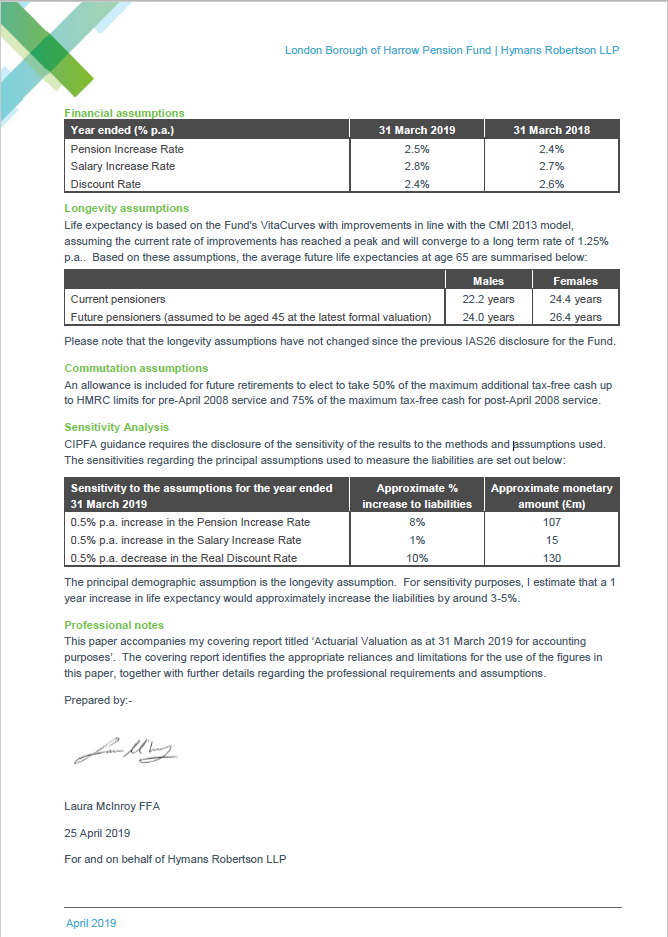 London Borough of Harrow Pension Fund | Hymans Robertson LLP
Financial assumptions
Year ended (% p.a.) 31 March 2019 31 March 2018
Pension Increase Rate 2.5% 2.4%
Salary Increase Rate 2.8% 2.7%
Discount Rate 2.4% 2.6%
Longevity assumptions
Life expectancy is based on the Fund's VitaCurves with improvements in line with the CMI 2013 model,
assuming the current rate of improvements has reached a peak and will converge to a long term rate of 1.25%
p.a.. Based on these assumptions, the average future life expectancies at age 65 are summarised below:
Males Females
Current pensioners 22.2 years 24.4 years
Future pensioners (assumed to be aged 45 at the latest formal valuation) 24.0 years 26.4 years
Please note that the longevity assumptions have not changed since the previous IAS26 disclosure for the Fund.
Commutation assumptions
An allowance is included for future retirements to elect to take 50% of the maximum additional tax-free cash up
to HMRC limits for pre-April 2008 service and 75% of the maximum tax-free cash for post-April 2008 service.
Sensitivity Analysis
CIPFA guidance requires the disclosure of the sensitivity of the results to the methods and assumptions used.
The sensitivities regarding the principal assumptions used to measure the liabilities are set out below:
Sensitivity to the assumptions for the year ended Approximate % Approximate monetary
31 March 2019 increase to liabilities amount (£m)
0.5% p.a. increase in the Pension Increase Rate 8% 107
0.5% p.a. increase in the Salary Increase Rate 1% 15
0.5% p.a. decrease in the Real Discount Rate 10% 130
The principal demographic assumption is the longevity assumption. For sensitivity purposes, I estimate that a 1
year increase in life expectancy would approximately increase the liabilities by around 3-5%.
Professional notes
This paper accompanies my covering report titled ‘Actuarial Valuation as at 31 March 2019 for accounting
purposes’. The covering report identifies the appropriate reliances and limitations for the use of the figures in
this paper, together with further details regarding the professional requirements and assumptions.
Prepared by:-
Laura McInroy FFA
25 April 2019
For and on behalf of Hymans Robertson LLP
April 2019